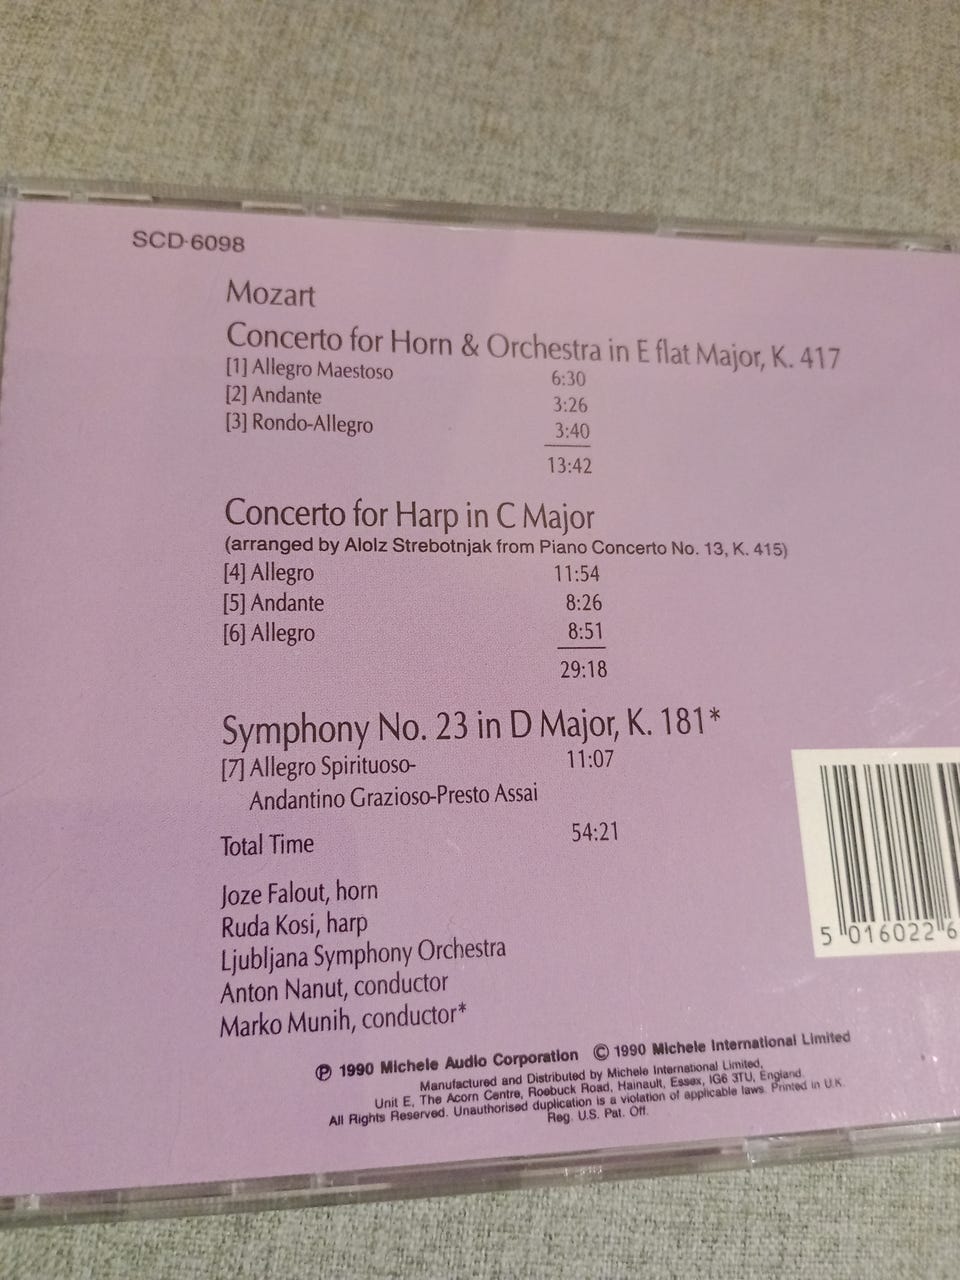 SCD-6098
Mozart
Concerto for Horn & Orchestra in E flat Major, K. 417
[1] Allegro Maestoso 6:30
[2] Andante 3:26
[3] Rondo-Allegro 3:40
13:42
Concerto for Harp in C Major
(arranged by Alolz Strebotnjak from Piano Concerto No. 13, K. 415)
[4] Allegro 11:54
[5] Andante 8:26
[6] Allegro 8:51
29:18
Symphony No. 23 in D Major, K. 181*
[7] Allegro Spirituoso- 11:07
Andantino Grazioso-Presto Assai
Total Time 54:21
Joze Falout, horn
Ruda Kosi, harp
Ljubljana Symphony Orchestra
Anton Nanut, conductor
Marko Munih, conductor*
5 016022 6
℗ 1990 Michele Audio Corporation © 1990 Michele International Limited
Manufactured and Distributed by Michele International Limited,
Unit E, The Acorn Centre, Roebuck Road, Hainault, Essex, IG6 3TU, England.
All Rights Reserved. Unauthorised duplication is a violation of applicable laws. Printed in U.K.
Reg. U.S. Pat. Off.